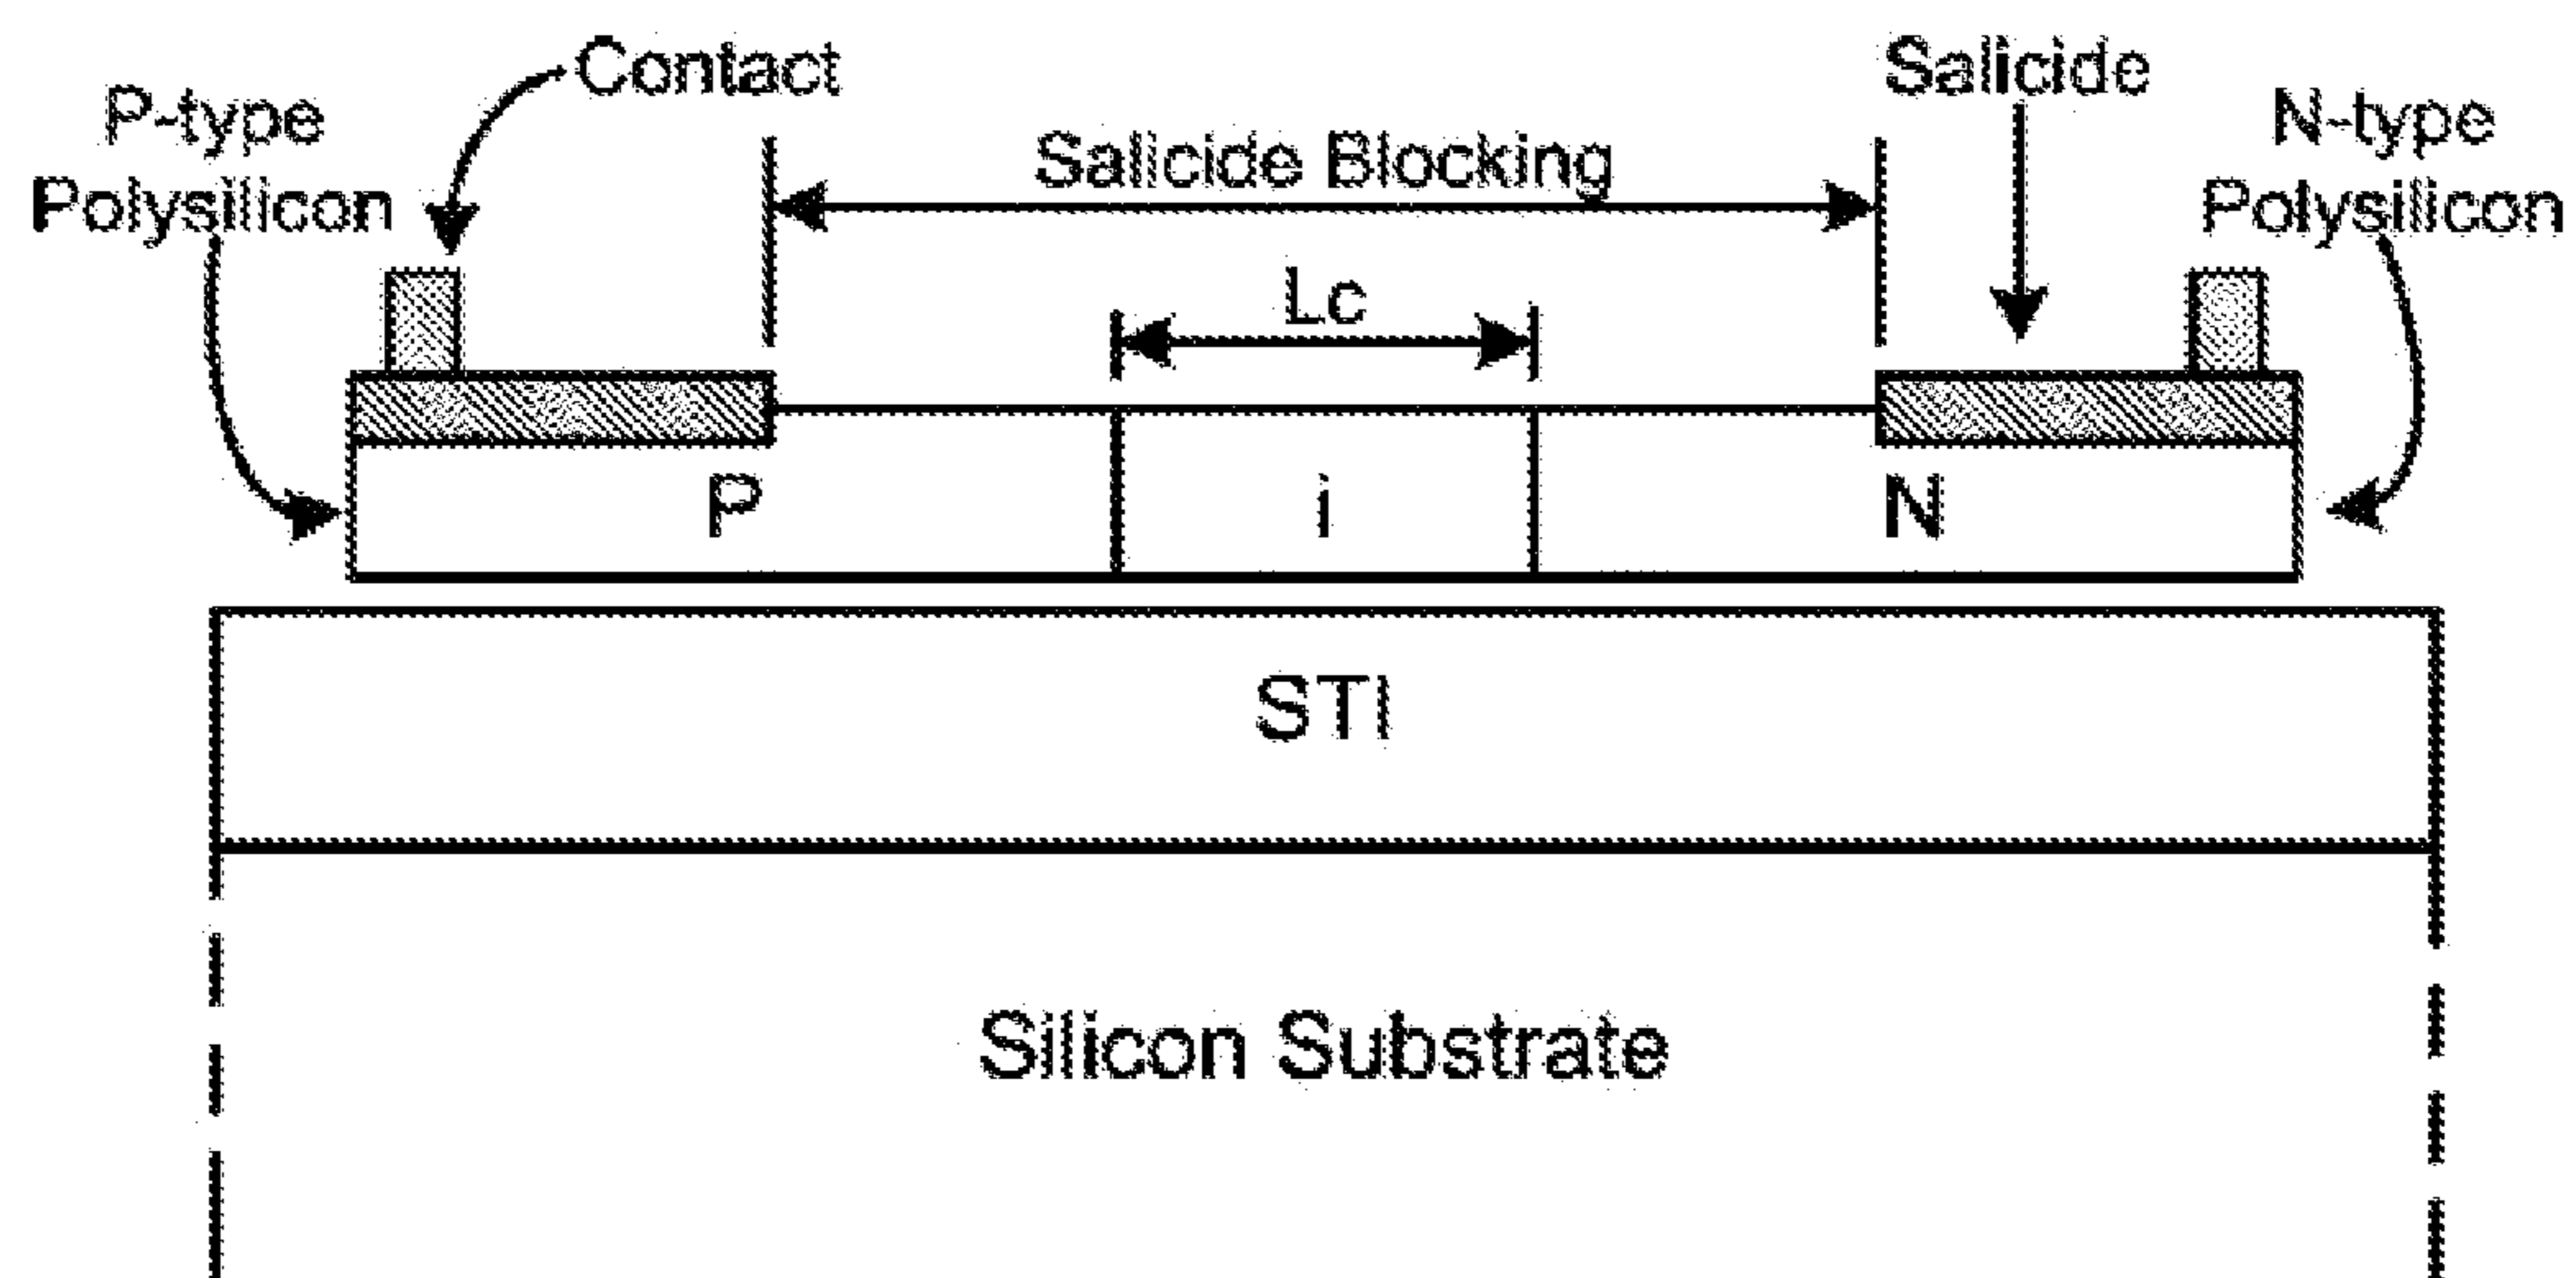 Contact
Salicide
P-type
Polysilicon
N-type
Polysilicon
Salicide Blocking
Lc
P
i
N
STI
Silicon Substrate